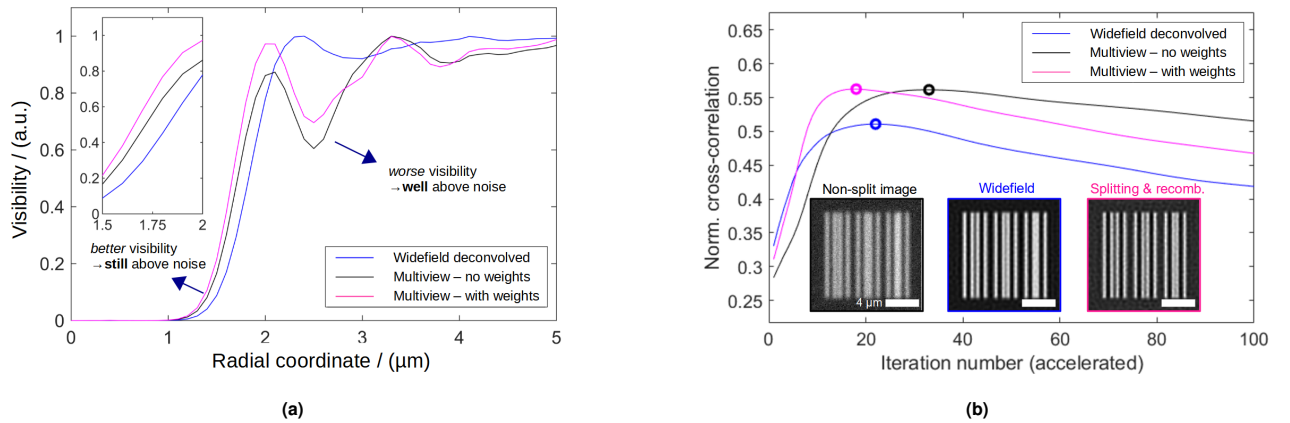 1
0.8
0.6
0.4
0.2
0
0
1
2
3
4
5
Visibility / (a.u.)
Radial coordinate / (µm)
1
0.8
0.6
0.4
0.2
0
1.5
1.75
2
better visibility
→still above noise
worse visibility
→well above noise
Widefield deconvolved
Multiview – no weights
Multiview – with weights
(a)
0.65
0.6
0.55
0.5
0.45
0.4
0.35
0.3
0.25
0
20
40
60
80
100
Norm. cross-correlation
Iteration number (accelerated)
Widefield deconvolved
Multiview – no weights
Multiview – with weights
Non-split image
Widefield
Splitting & recomb.
4 µm
(b)